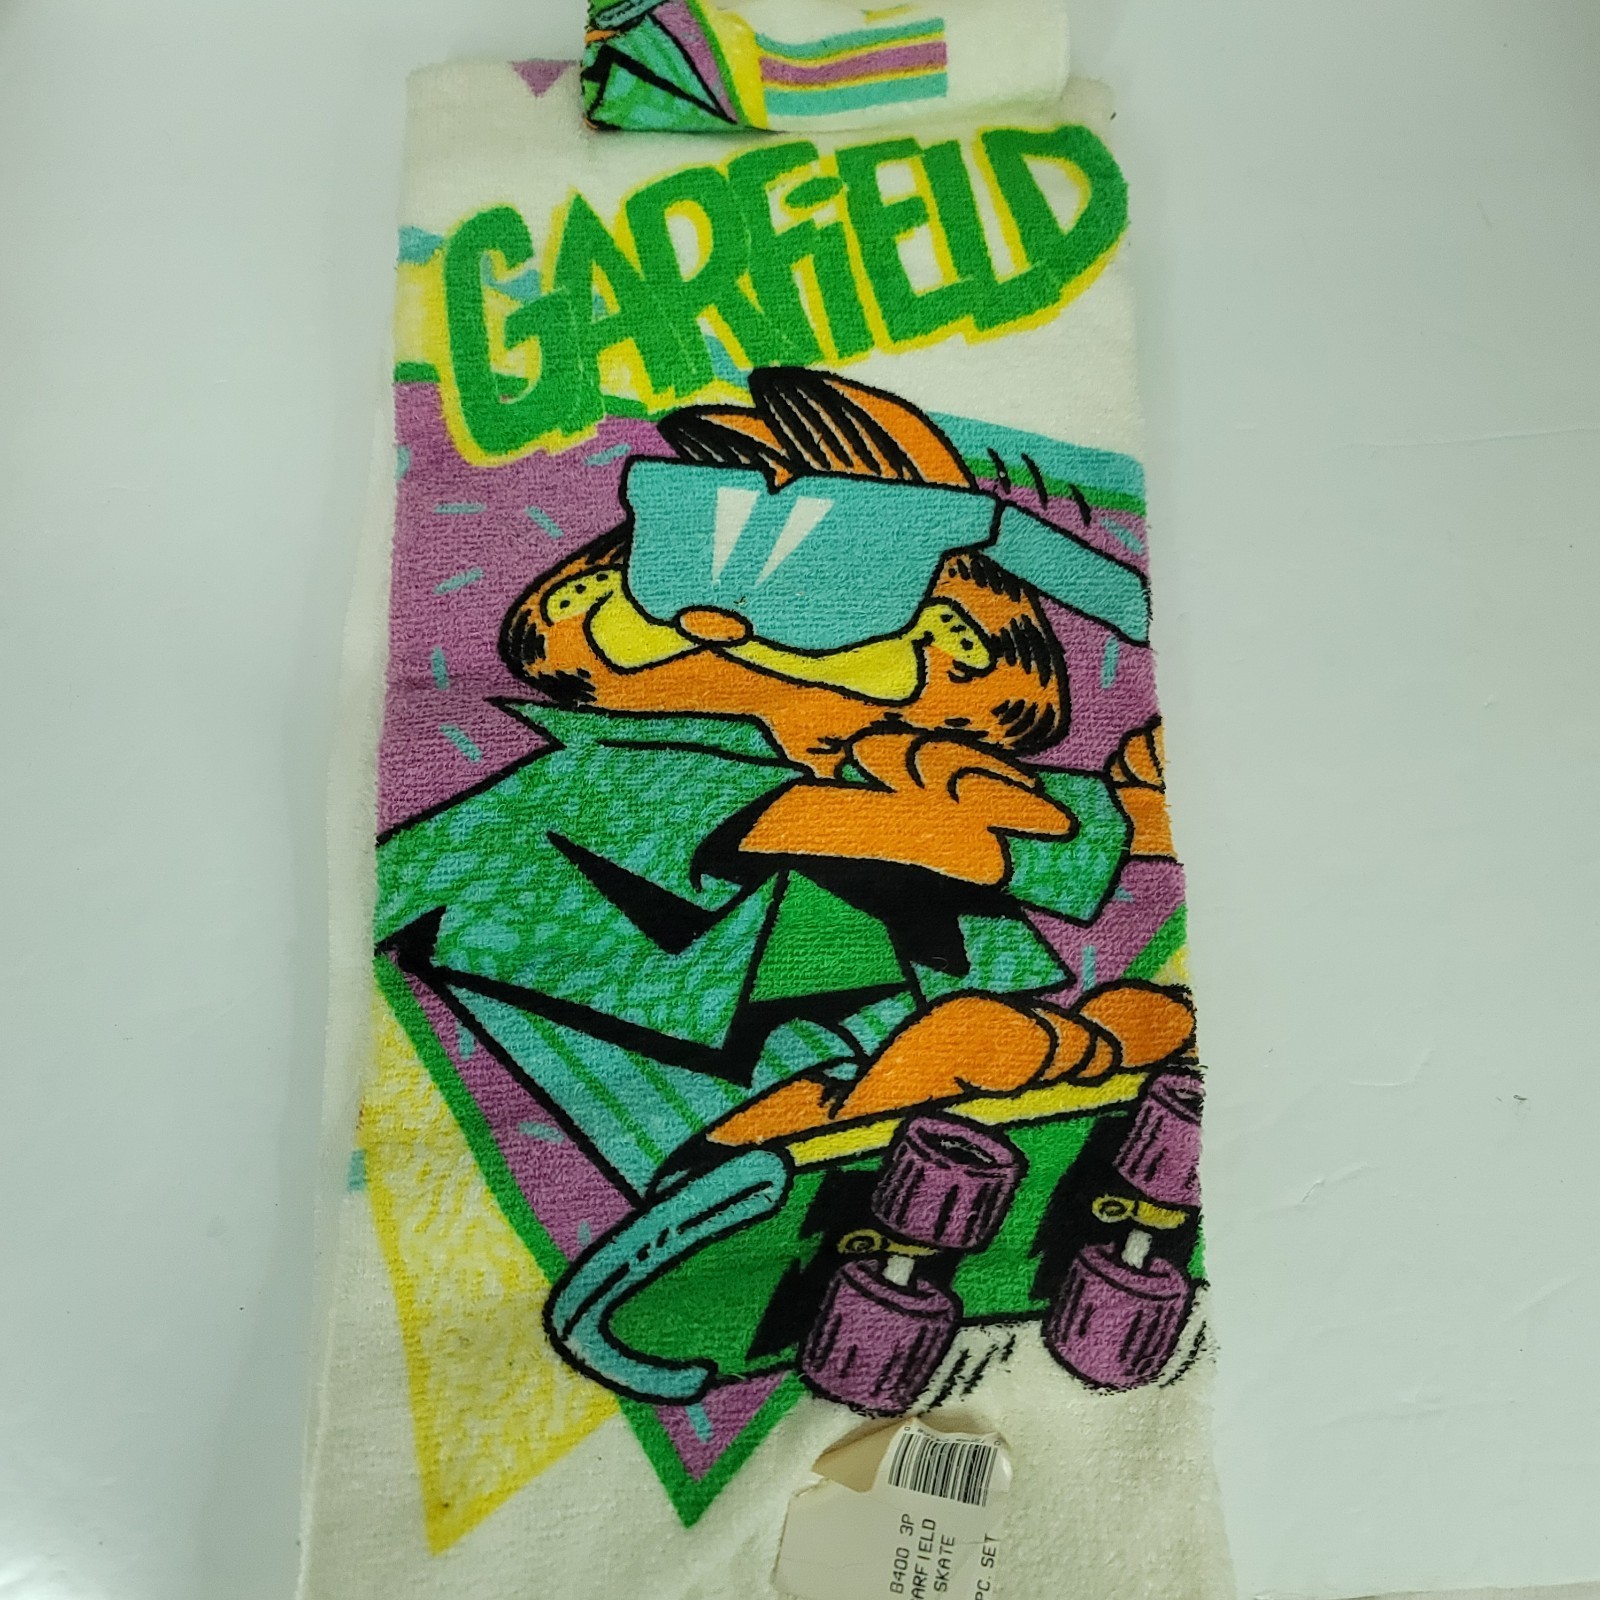 GARFiELD
B400 3P
ARFIELD
SKATE
PC. SET